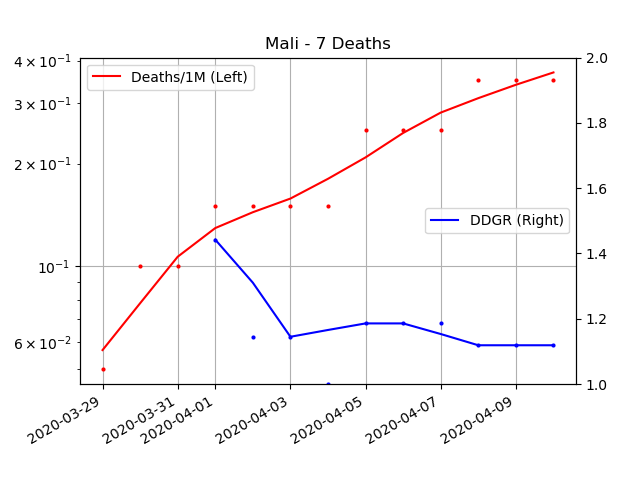 Mali - 7 Deaths
Deaths/1M (Left)
DDGR (Right)
4 × 10⁻¹
3 × 10⁻¹
2 × 10⁻¹
10⁻¹
6 × 10⁻²
2.0
1.8
1.6
1.4
1.2
1.0
2020-03-29
2020-03-31
2020-04-01
2020-04-03
2020-04-05
2020-04-07
2020-04-09